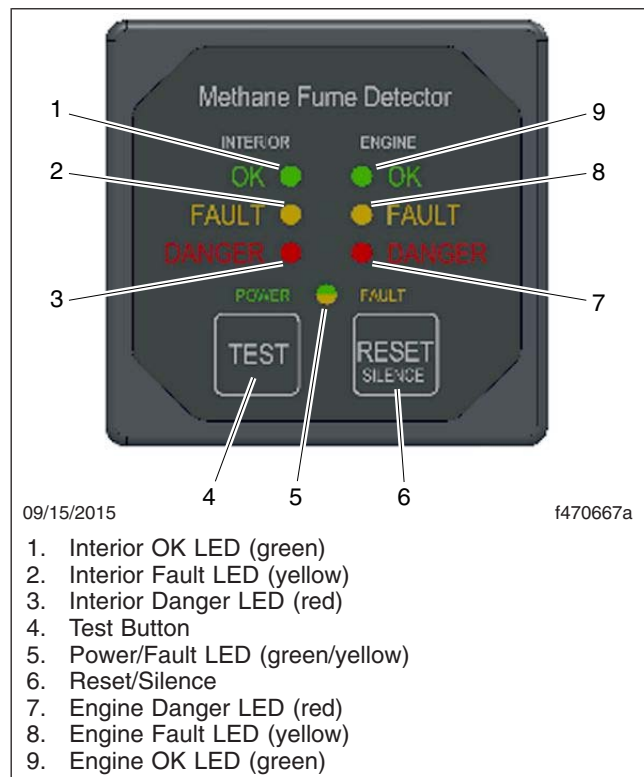 Methane Fume Detector
INTERIOR ENGINE
1 9
OK OK
2 8
FAULT FAULT
DANGER DANGER
3 7
POWER FAULT
TEST RESET
SILENCE
4 5 6
09/15/2015 f470667a
1. Interior OK LED (green)
2. Interior Fault LED (yellow)
3. Interior Danger LED (red)
4. Test Button
5. Power/Fault LED (green/yellow)
6. Reset/Silence
7. Engine Danger LED (red)
8. Engine Fault LED (yellow)
9. Engine OK LED (green)